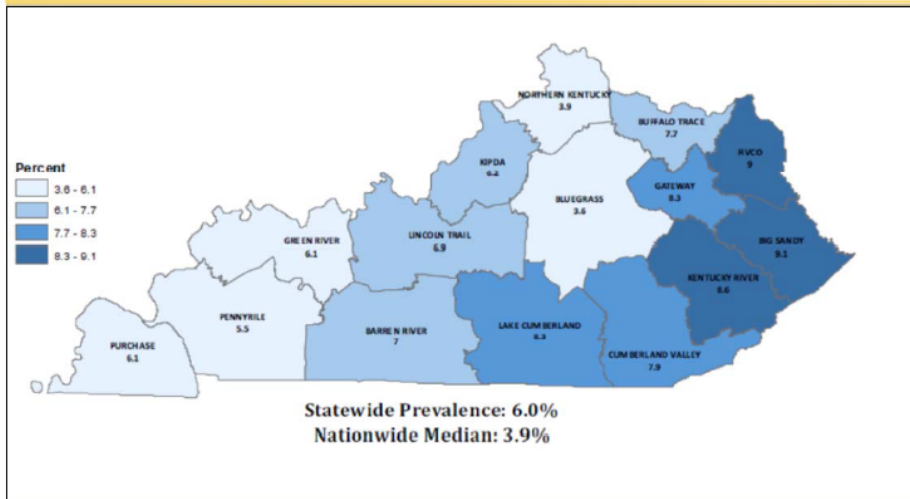 NORTHERN KENTUCKY
3.9
BUFFALO TRACE
7.7
FIVCO
9
KIPDA
6.2
GATEWAY
8.3
BLUEGRASS
3.6
Percent
3.6 - 6.1
6.1 - 7.7
7.7 - 8.3
8.3 - 9.1
GREEN RIVER
6.1
LINCOLN TRAIL
6.9
BIG SANDY
9.1
KENTUCKY RIVER
8.6
PENNYRILE
5.5
BARREN RIVER
7
LAKE CUMBERLAND
PURCHASE
6.1
CUMBERLAND VALLEY
7.9
Statewide Prevalence: 6.0%
Nationwide Median: 3.9%